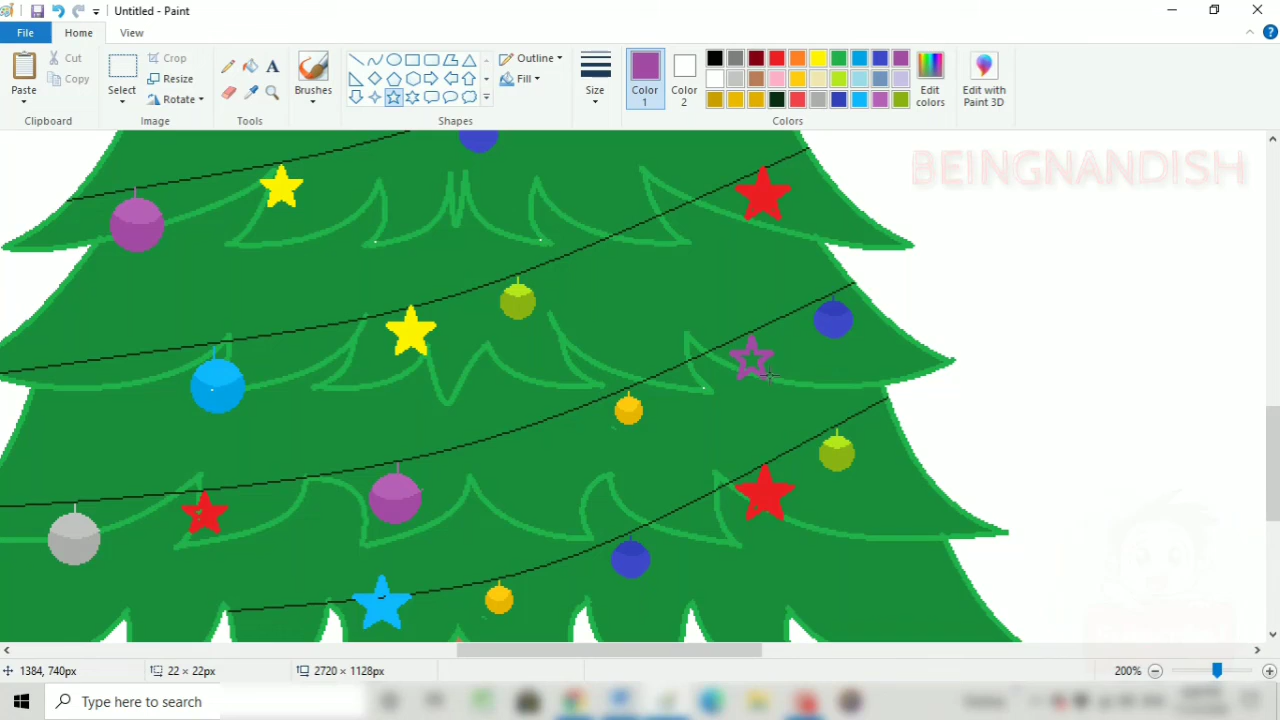 Untitled - Paint
File Home View
Paste Cut Copy Select Crop Resize Rotate Brushes Outline Fill Size Color 1 Color 2 Edit colors Edit with Paint 3D
Clipboard Image Tools Shapes Colors
BEINGNANDISH
1384, 740px 22 × 22px 2720 × 1128px 200%
Type here to search